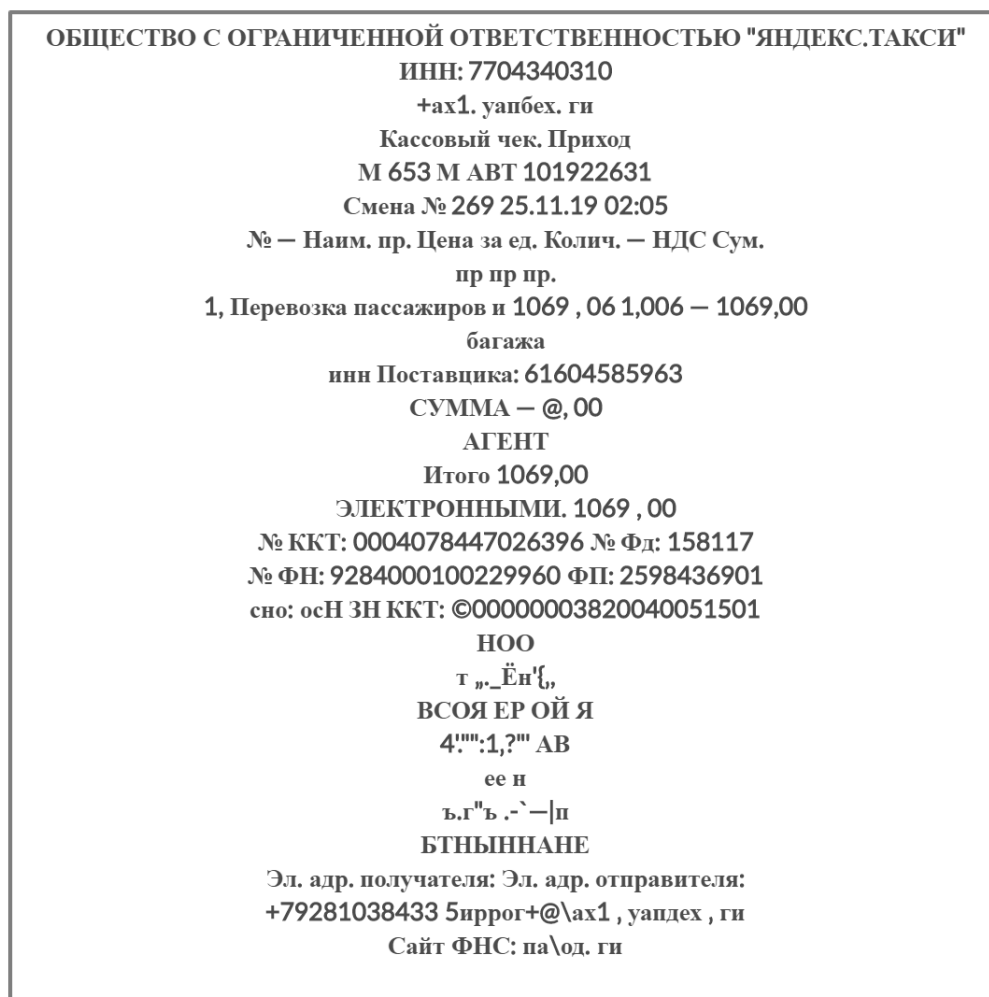 ОБЩЕСТВО С ОГРАНИЧЕННОЙ ОТВЕТСТВЕННОСТЬЮ "ЯНДЕКС.ТАКСИ"
ИНН: 7704340310
+ах1. уапбех. ги
Кассовый чек. Приход
М 653 М АВТ 101922631
Смена № 269 25.11.19 02:05
№ — Наим. пр. Цена за ед. Колич. — НДС Сум.
пр пр пр.
1, Перевозка пассажиров и 1069 , 06 1,006 — 1069,00
багажа
инн Поставцика: 61604585963
СУММА — @, 00
АГЕНТ
Итого 1069,00
ЭЛЕКТРОННЫМИ. 1069 , 00
№ ККТ: 0004078447026396 № Фд: 158117
№ ФН: 9284000100229960 ФП: 2598436901
сно: осН ЗН ККТ: ©00000003820040051501
НОО
т „._Ён'{,,
ВСОЯ ЕР ОЙ Я
4'.'"":1,?"' АВ
ее н
ъ.г"ъ .-`—|п
БТНЫННАНЕ
Эл. адр. получателя: Эл. адр. отправителя:
+79281038433 5иррог+@\ах1 , уапдех , ги
Сайт ФНС: па\од. ги